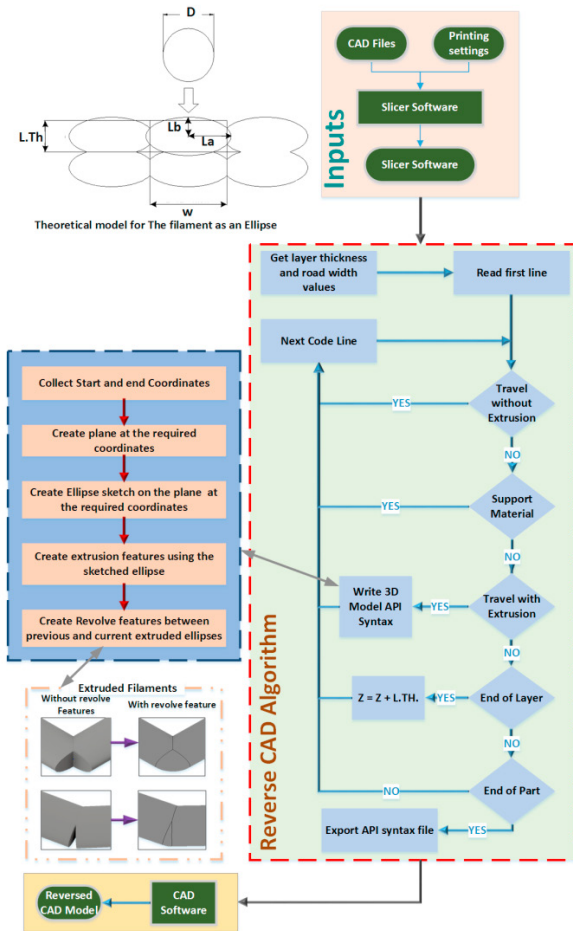 D
Lb
La
L.Th
w
Theoretical model for The filament as an Ellipse
CAD Files
Printing
settings
Slicer Software
Slicer Software
Inputs
Get layer thickness
and road width
values
Read first line
Next Code Line
Travel
without
Extrusion
YES
NO
Support
Material
YES
NO
Travel with
Extrusion
YES
Write 3D
Model API
Syntax
NO
End of Layer
YES
Z = Z + L.TH.
NO
End of Part
NO
YES
Export API syntax file
Reverse CAD Algorithm
Collect Start and end Coordinates
Create plane at the required
coordinates
Create Ellipse sketch on the plane at
the required coordinates
Create extrusion features using the
sketched ellipse
Create Revolve features between
previous and current extruded ellipses
Extruded Filaments
Without revolve
Features
With revolve feature
Reversed
CAD Model
CAD
Software